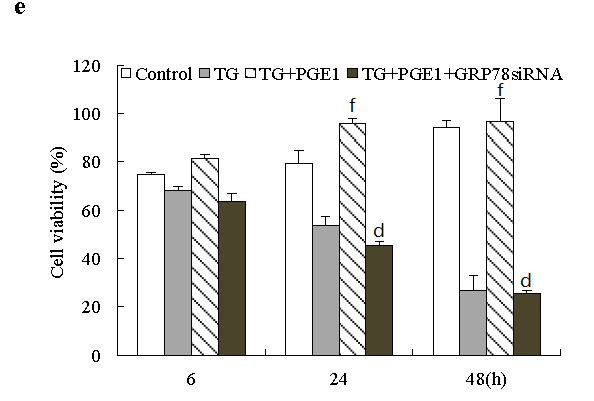 e
120
Control TG TG+PGE1 TG+PGE1+GRP78siRNA
100
80
60
40
20
0
Cell viability (%)
f
f
d
d
6 24 48(h)